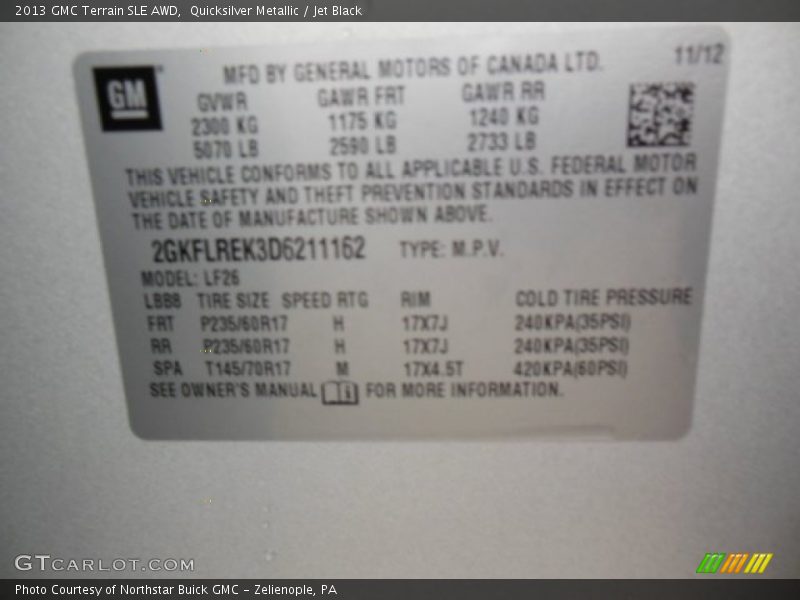 2013 GMC Terrain SLE AWD, Quicksilver Metallic / Jet Black
GM
MFD BY GENERAL MOTORS OF CANADA LTD.
11/12
GVWR GAWR FRT GAWR RR
2300 KG 1175 KG 1240 KG
5070 LB 2590 LB 2733 LB
THIS VEHICLE CONFORMS TO ALL APPLICABLE U.S. FEDERAL MOTOR
VEHICLE SAFETY AND THEFT PREVENTION STANDARDS IN EFFECT ON
THE DATE OF MANUFACTURE SHOWN ABOVE.
2GKFLREK3D6211162 TYPE: M.P.V.
MODEL: LF26
LBBB TIRE SIZE SPEED RTG RIM COLD TIRE PRESSURE
FRT P235/60R17 H 17X7J 240KPA(35PSI)
RR P235/60R17 H 17X7J 240KPA(35PSI)
SPA T145/70R17 M 17X4.5T 420KPA(60PSI)
SEE OWNER'S MANUAL FOR MORE INFORMATION.
GTCARLOT.COM
Photo Courtesy of Northstar Buick GMC - Zelienople, PA